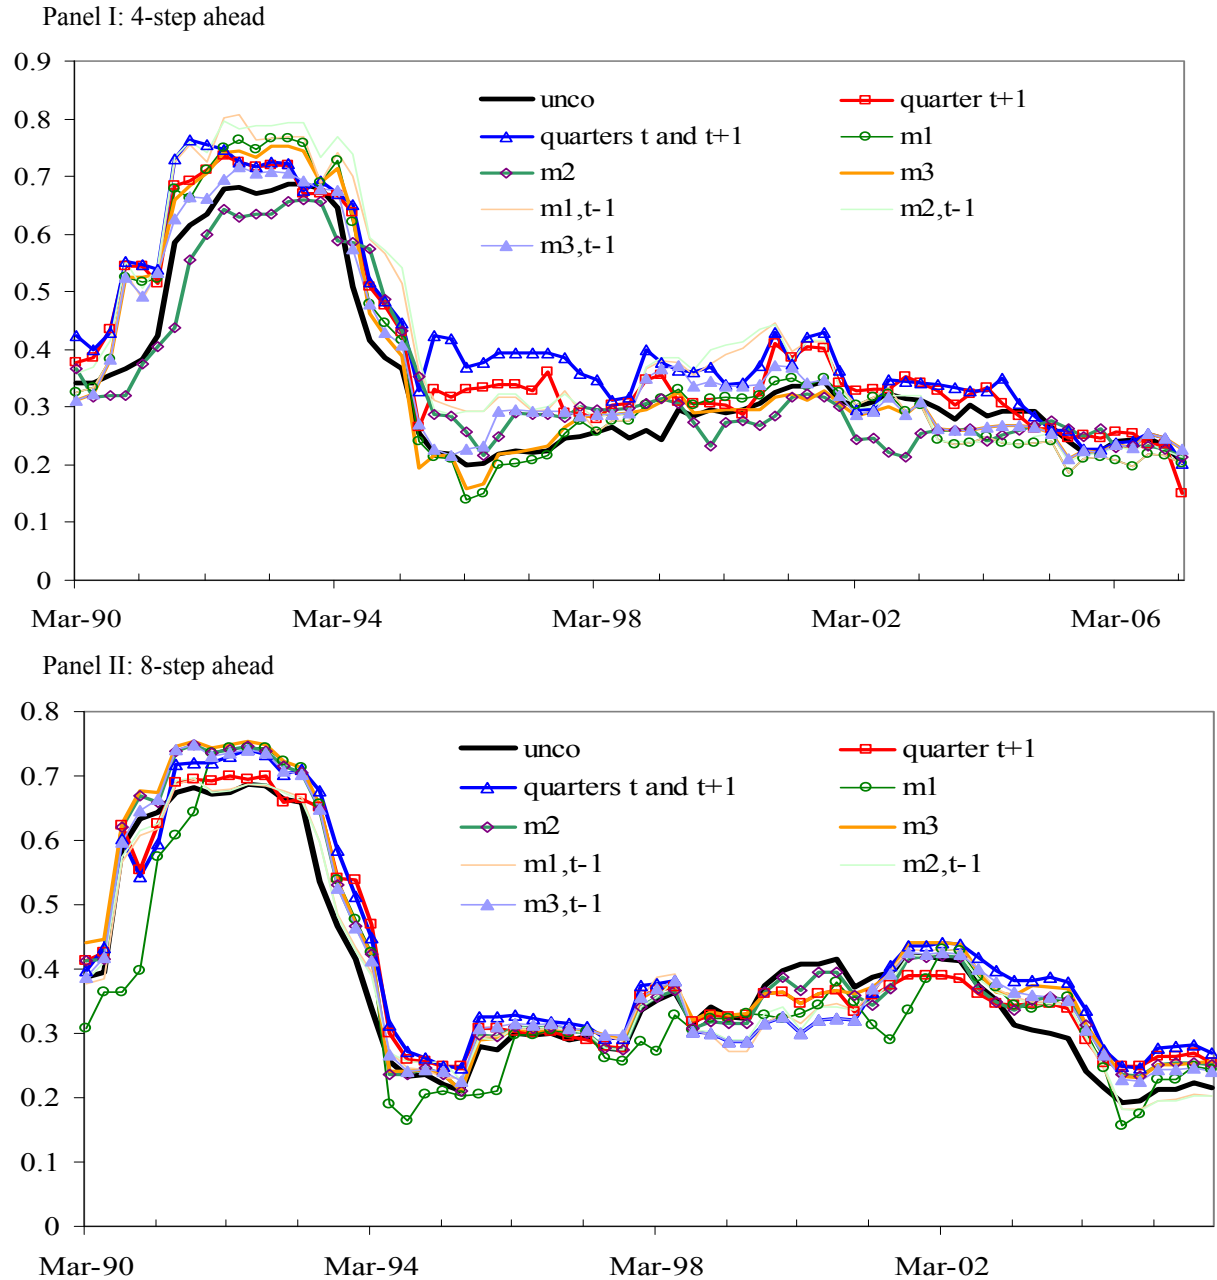 Panel I: 4-step ahead
0.9
0.8
0.7
0.6
0.5
0.4
0.3
0.2
0.1
0
unco
quarter t+1
quarters t and t+1
m1
m2
m3
m1,t-1
m2,t-1
m3,t-1
Mar-90 Mar-94 Mar-98 Mar-02 Mar-06
Panel II: 8-step ahead
0.8
0.7
0.6
0.5
0.4
0.3
0.2
0.1
0
unco
quarter t+1
quarters t and t+1
m1
m2
m3
m1,t-1
m2,t-1
m3,t-1
Mar-90 Mar-94 Mar-98 Mar-02